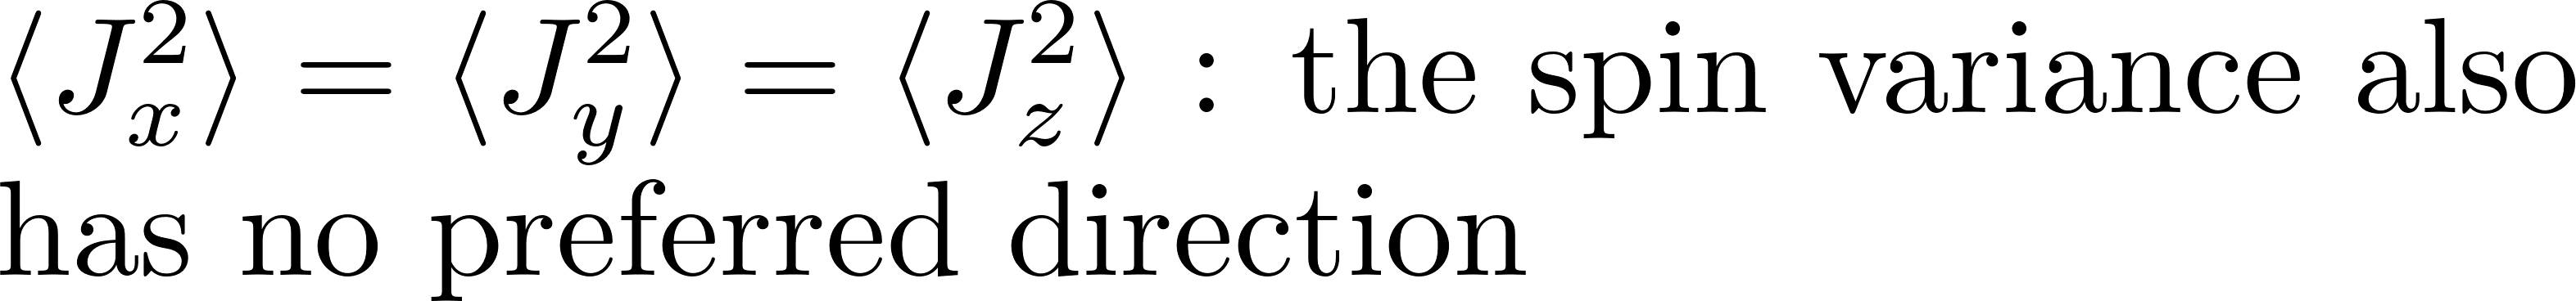 ⟨J_x^2⟩ = ⟨J_y^2⟩ = ⟨J_z^2⟩ : the spin variance also
has no preferred direction